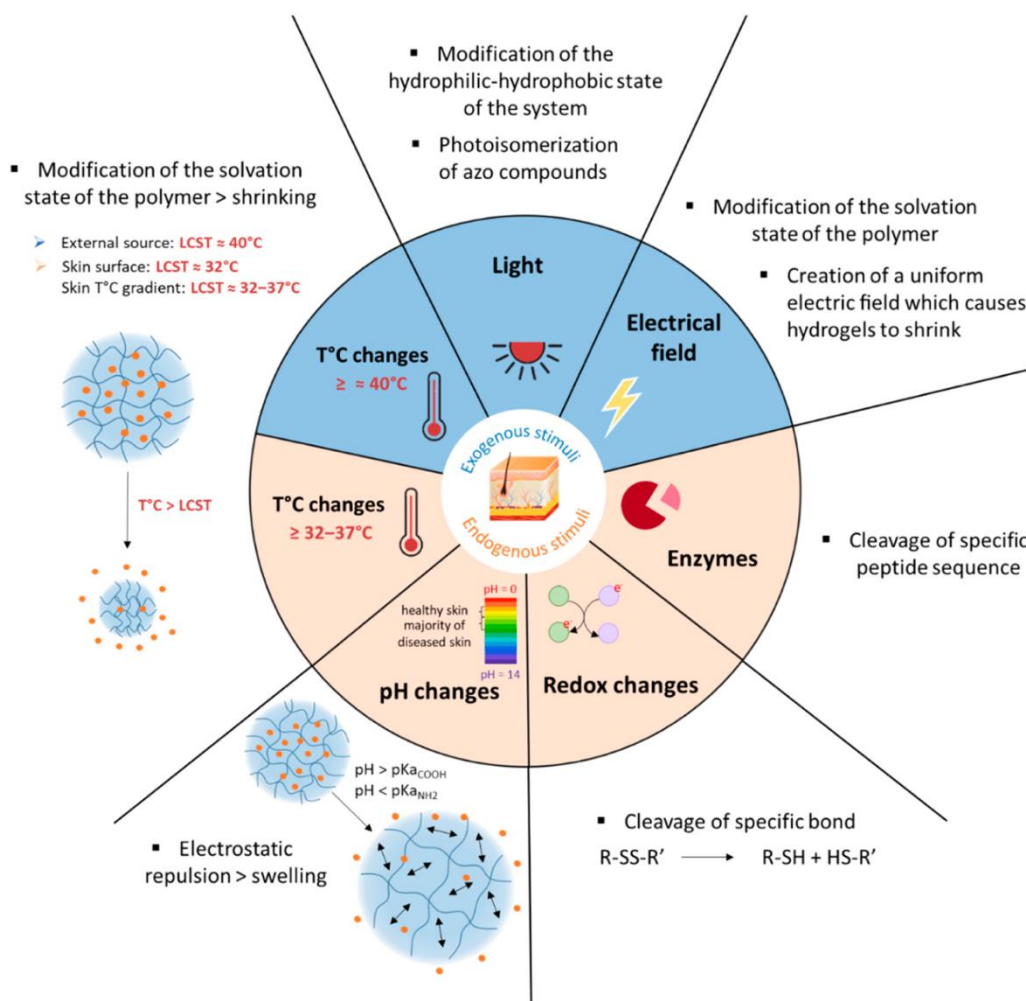 ▪ Modification of the
hydrophilic-hydrophobic state
of the system
▪ Photoisomerization
of azo compounds
▪ Modification of the solvation
state of the polymer > shrinking
➢ External source: LCST ≈ 40°C
➢ Skin surface: LCST ≈ 32°C
Skin T°C gradient: LCST ≈ 32–37°C
T°C > LCST
▪ Modification of the solvation
state of the polymer
▪ Creation of a uniform
electric field which causes
hydrogels to shrink
Light
Electrical
field
T°C changes
≥ ≈ 40°C
Exogenous stimuli
Endogenous stimuli
T°C changes
≥ 32–37°C
Enzymes
▪ Cleavage of specific
peptide sequence
pH = 0
healthy skin
majority of
diseased skin
pH = 14
pH changes
e-
e-
Redox changes
pH > pKaCOOH
pH < pKaNH2
▪ Electrostatic
repulsion > swelling
▪ Cleavage of specific bond
R-SS-R’ → R-SH + HS-R’